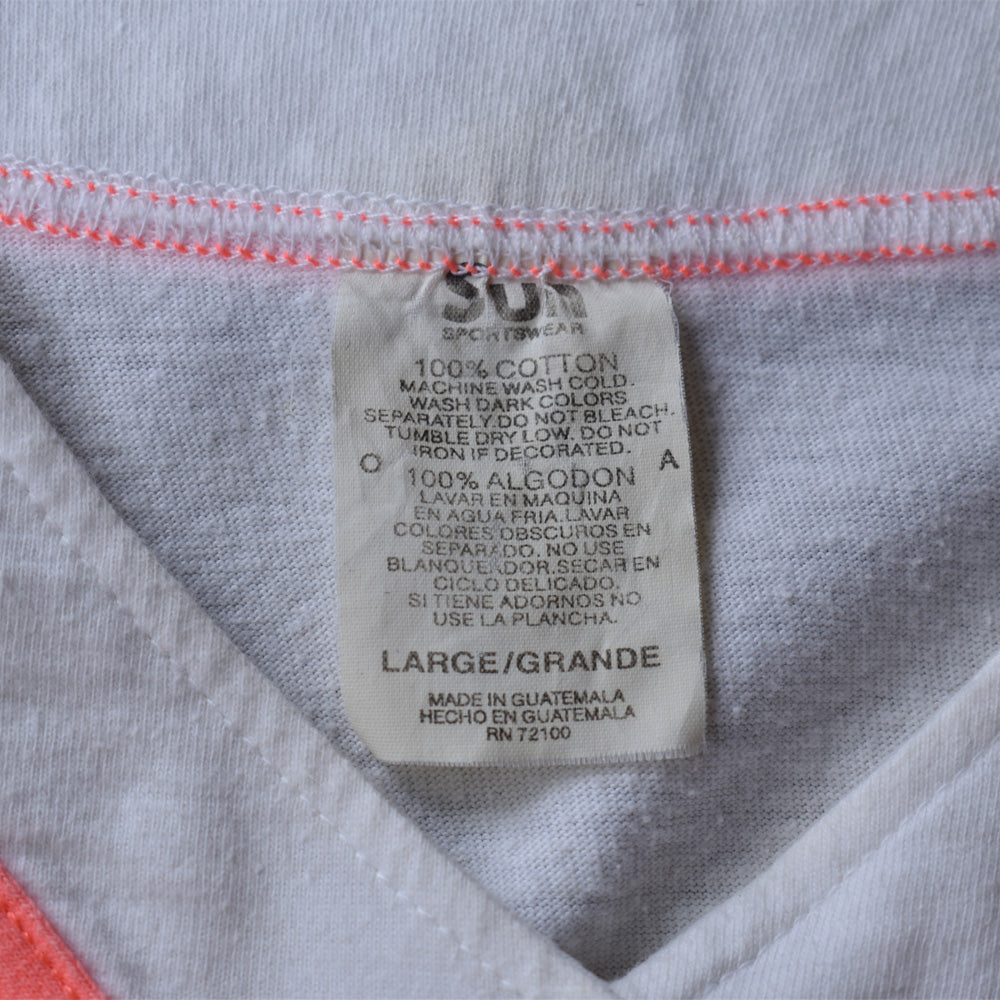 SUN
SPORTSWEAR
100% COTTON
MACHINE WASH COLD.
WASH DARK COLORS
SEPARATELY.DO NOT BLEACH.
TUMBLE DRY LOW. DO NOT
IRON IF DECORATED.
O A
100% ALGODON
LAVAR EN MAQUINA
EN AGUA FRIA.LAVAR
COLORES OBSCUROS EN
SEPARADO. NO USE
BLANQUEADOR.SECAR EN
CICLO DELICADO.
SI TIENE ADORNOS NO
USE LA PLANCHA.
LARGE/GRANDE
MADE IN GUATEMALA
HECHO EN GUATEMALA
RN 72100